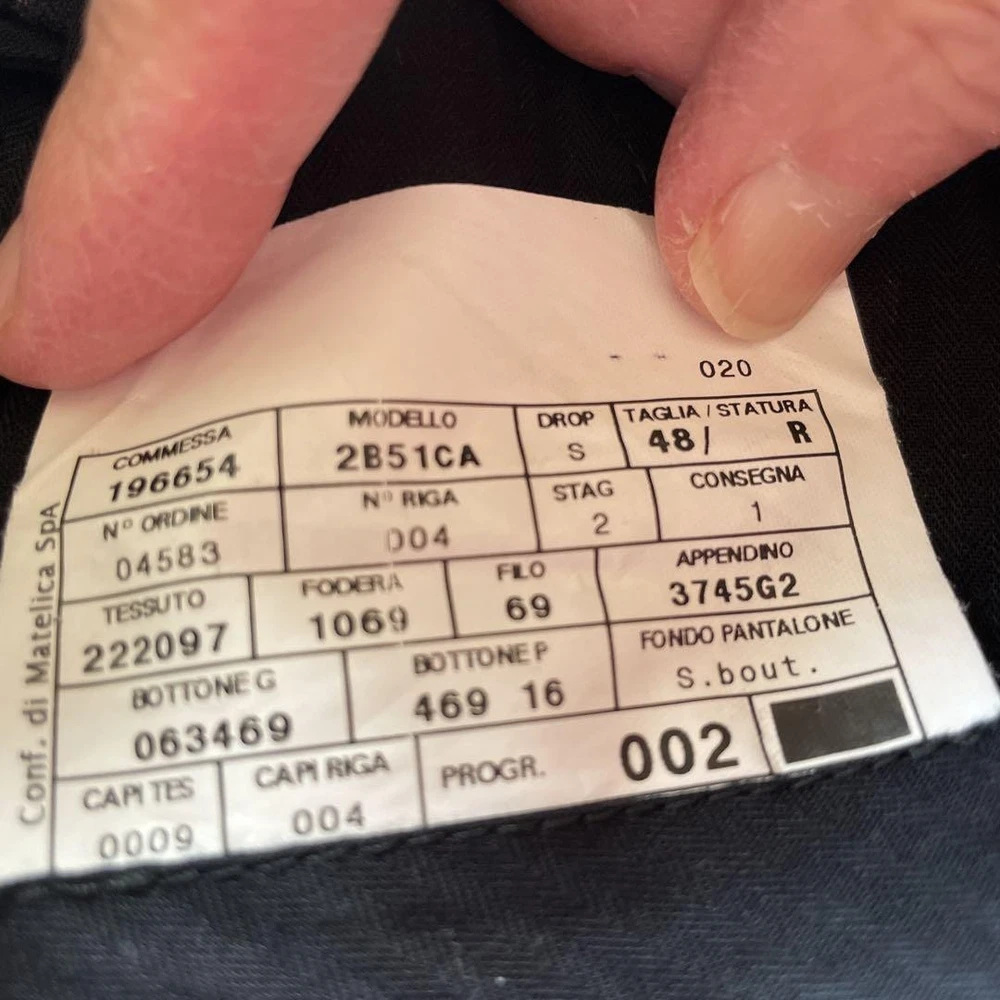 020
COMMESSA MODELLO DROP TAGLIA / STATURA
196654 2B51CA S 48/ R
Nº ORDINE Nº RIGA STAG CONSEGNA
04583 004 2 1
TESSUTO FODERA FILO APPENDINO
222097 1069 69 3745G2
BOTTONE G BOTTONE P FONDO PANTALONE
063469 469 16 S.bout.
CAPI TES CAPI RIGA PROGR. 002
0009 004
Conf. di Matelica SpA